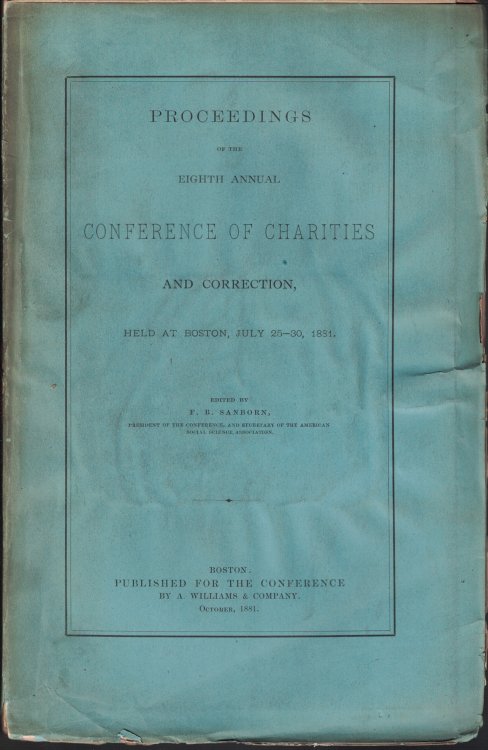 PROCEEDINGS
OF THE
EIGHTH ANNUAL
CONFERENCE OF CHARITIES
AND CORRECTION,
HELD AT BOSTON, JULY 25—30, 1881.
EDITED BY
F. B. SANBORN,
PRESIDENT OF THE CONFERENCE, AND SECRETARY OF THE AMERICAN
SOCIAL SCIENCE ASSOCIATION.
BOSTON:
PUBLISHED FOR THE CONFERENCE
BY A. WILLIAMS & COMPANY.
OCTOBER, 1881.